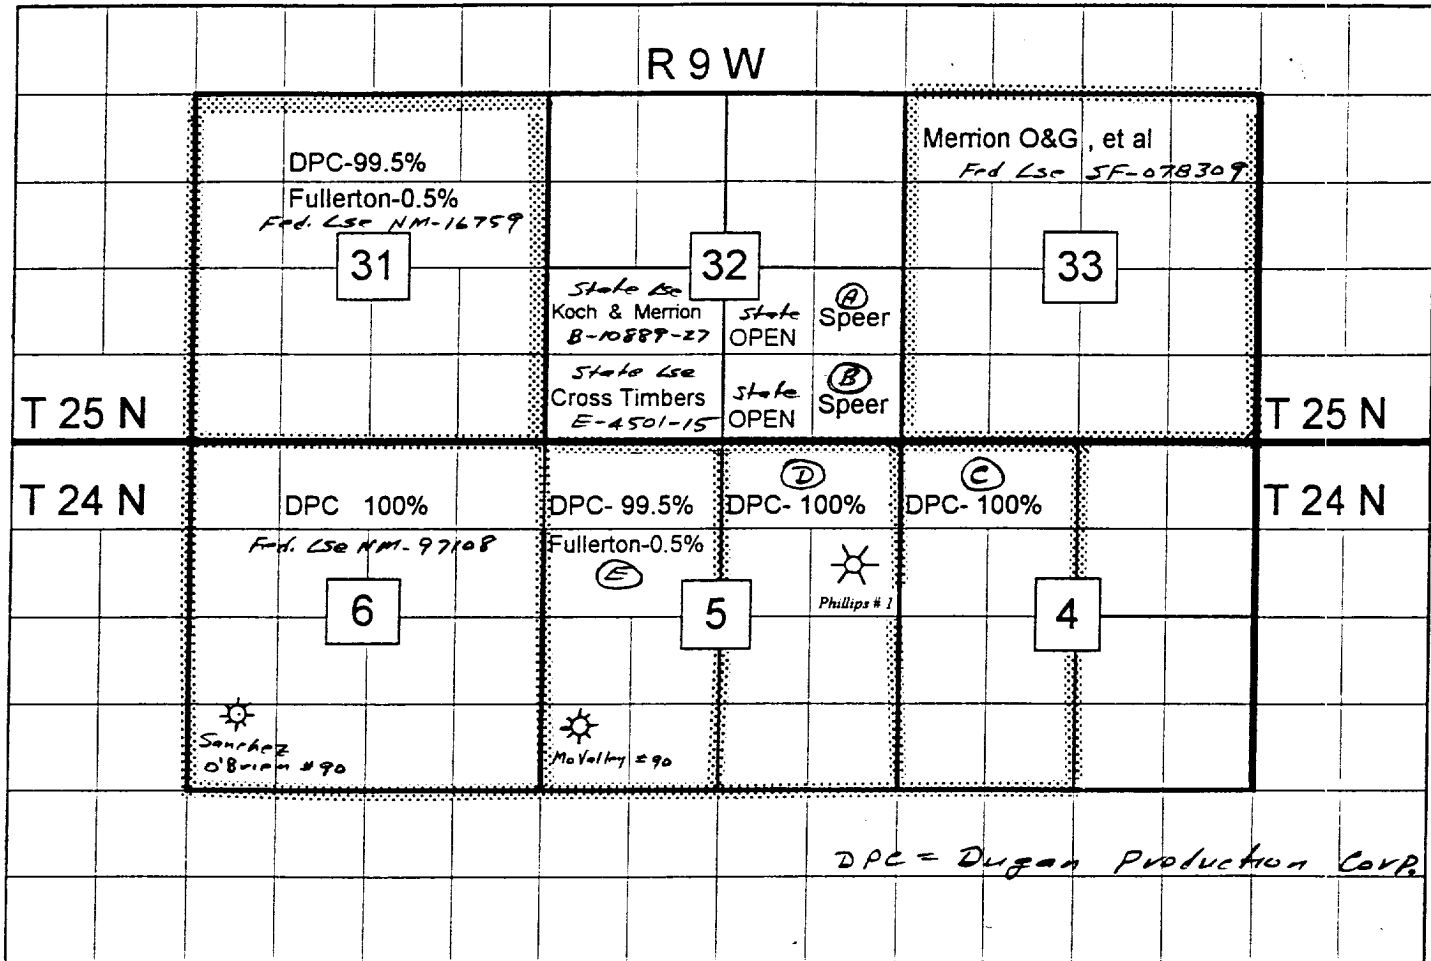 R 9 W
DPC-99.5%
Fullerton-0.5%
Fed. Lse NM-16759
31
32
Merrion O&G , et al
Fed Lse SF-078309
33
State Lse
Koch & Merrion
B-10889-27
State
OPEN
A
Speer
State Lse
Cross Timbers
E-4501-15
State
OPEN
B
Speer
T 25 N
T 25 N
T 24 N
DPC 100%
Fed. Lse NM-97108
6
Sanchez
O'Brien #90
DPC- 99.5%
Fullerton-0.5%
E
5
MoValley #90
D
DPC- 100%
Phillips # 1
C
DPC- 100%
4
T 24 N
DPC = Dugan Production Corp.